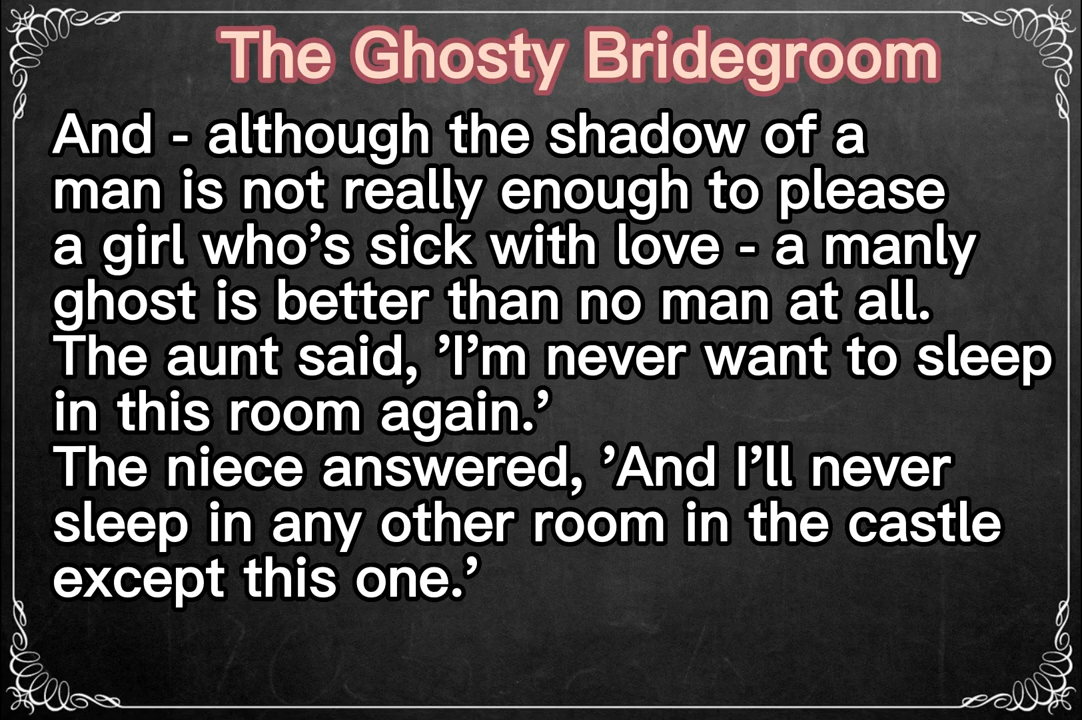 The Ghosty Bridegroom
And - although the shadow of a
man is not really enough to please
a girl who’s sick with love - a manly
ghost is better than no man at all.
The aunt said, ’I’m never want to sleep
in this room again.’
The niece answered, ’And I’ll never
sleep in any other room in the castle
except this one.’